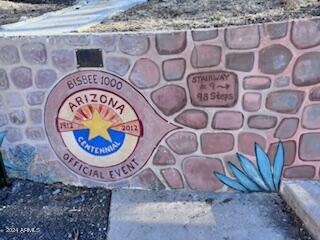 BISBEE 1000
ARIZONA
1912 2012
CENTENNIAL
OFFICIAL EVENT
STAIRWAY
98 Steps
2024 ARMLS